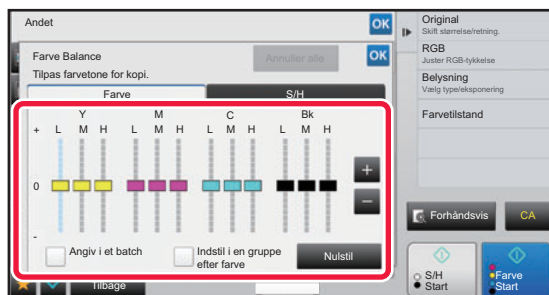 Andet
OK
Farve Balance
Annuller alle
OK
Tilpas farvetone for kopi.
Farve
S/H
Y
M
C
Bk
+ L M H L M H L M H L M H
+
0
−
-
Angiv i et batch
Indstil i en gruppe
efter farve
Nulstil
Tilbage
Original
Skift størrelse/retning.
RGB
Juster RGB-tykkelse
Belysning
Vælg type/eksponering
Farvetilstand
Forhåndsvis
CA
S/H
Start
Farve
Start